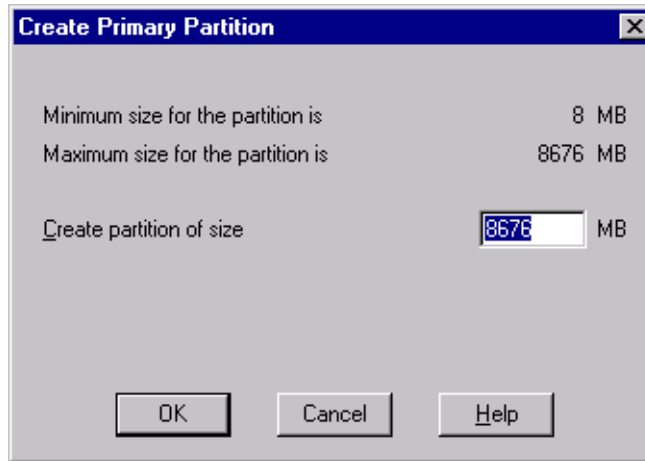 Create Primary Partition
Minimum size for the partition is 8 MB
Maximum size for the partition is 8676 MB
Create partition of size 8676 MB
OK Cancel Help